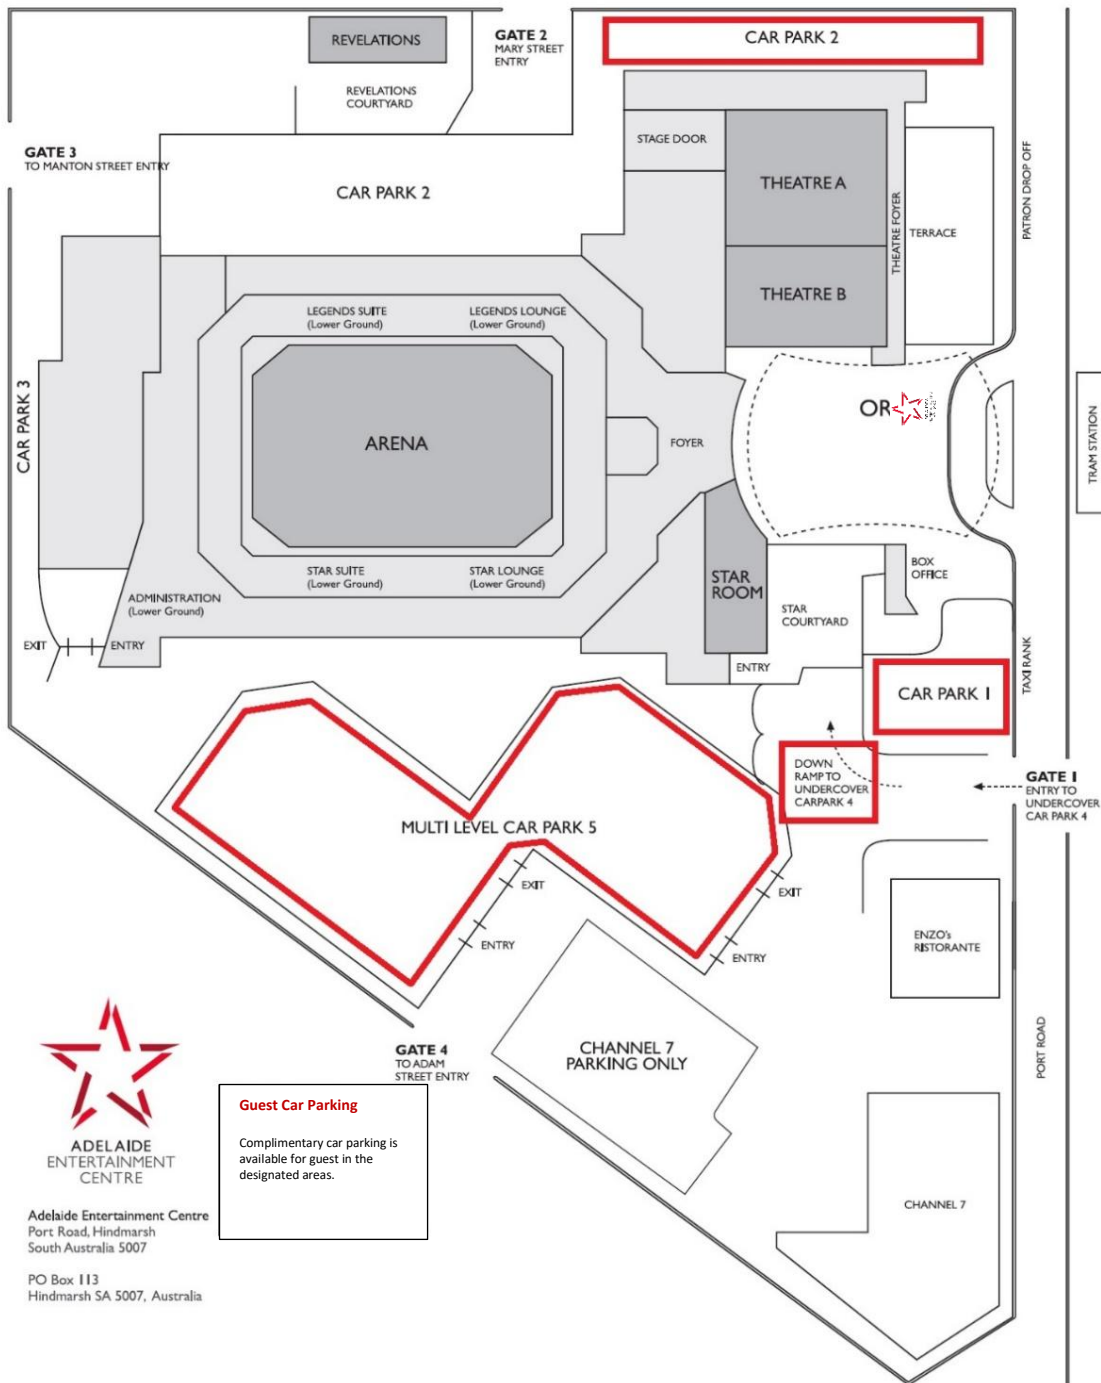 REVELATIONS
GATE 2
MARY STREET
ENTRY
CAR PARK 2
REVELATIONS
COURTYARD
GATE 3
TO MANTON STREET ENTRY
STAGE DOOR
THEATRE A
CAR PARK 2
THEATRE FOYER
TERRACE
PATRON DROP OFF
THEATRE B
LEGENDS SUITE
(Lower Ground)
LEGENDS LOUNGE
(Lower Ground)
CAR PARK 3
OR
ARENA
FOYER
TRAM STATION
STAR SUITE
(Lower Ground)
STAR LOUNGE
(Lower Ground)
STAR
ROOM
BOX
OFFICE
ADMINISTRATION
(Lower Ground)
STAR
COURTYARD
EXIT
ENTRY
ENTRY
TAXI RANK
CAR PARK 1
DOWN
RAMP TO
UNDERCOVER
CARPARK 4
GATE 1
ENTRY TO
UNDERCOVER
CAR PARK 4
MULTI LEVEL CAR PARK 5
EXIT
EXIT
ENTRY
ENTRY
ENZO's
RISTORANTE
GATE 4
TO ADAM
STREET ENTRY
CHANNEL 7
PARKING ONLY
PORT ROAD
Guest Car Parking
Complimentary car parking is
available for guest in the
designated areas.
ADELAIDE
ENTERTAINMENT
CENTRE
CHANNEL 7
Adelaide Entertainment Centre
Port Road, Hindmarsh
South Australia 5007
PO Box 113
Hindmarsh SA 5007, Australia